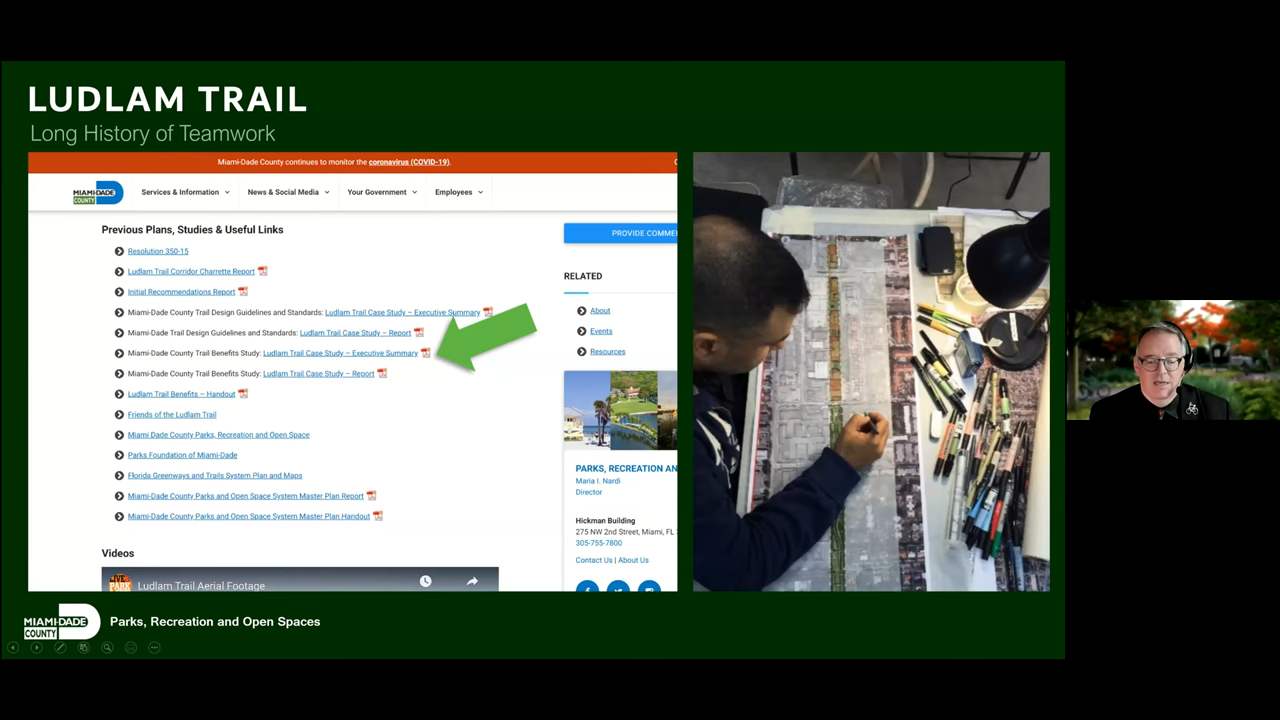 LUDLAM TRAIL
Long History of Teamwork
Miami-Dade County continues to monitor the coronavirus (COVID-19).
MIAMI-DADE
COUNTY
Services & Information
News & Social Media
Your Government
Employees
Previous Plans, Studies & Useful Links
Resolution 350-15
Ludlam Trail Corridor Charrette Report
Initial Recommendations Report
Miami-Dade County Trail Design Guidelines and Standards: Ludlam Trail Case Study – Executive Summary
Miami-Dade Trail Design Guidelines and Standards: Ludlam Trail Case Study – Report
Miami-Dade County Trail Benefits Study: Ludlam Trail Case Study – Executive Summary
Miami-Dade County Trail Benefits Study: Ludlam Trail Case Study – Report
Ludlam Trail Benefits – Handout
Friends of the Ludlam Trail
Miami Dade County Parks, Recreation and Open Space
Parks Foundation of Miami-Dade
Florida Greenways and Trails System Plan and Maps
Miami-Dade County Parks and Open Space System Master Plan Report
Miami-Dade County Parks and Open Space System Master Plan Handout
Videos
Ludlam Trail Aerial Footage
PROVIDE COMME
RELATED
About
Events
Resources
PARKS, RECREATION AN
Maria I. Nardi
Director
Hickman Building
275 NW 2nd Street, Miami, FL
305-755-7800
Contact Us | About Us
MIAMI-DADE
COUNTY
Parks, Recreation and Open Spaces